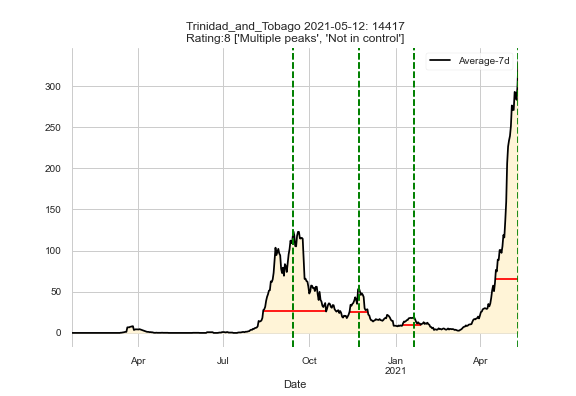 Trinidad_and_Tobago 2021-05-12: 14417
Rating:8 ['Multiple peaks', 'Not in control']
Average-7d
300
250
200
150
100
50
0
Apr
Jul
Oct
Jan
2021
Apr
Date